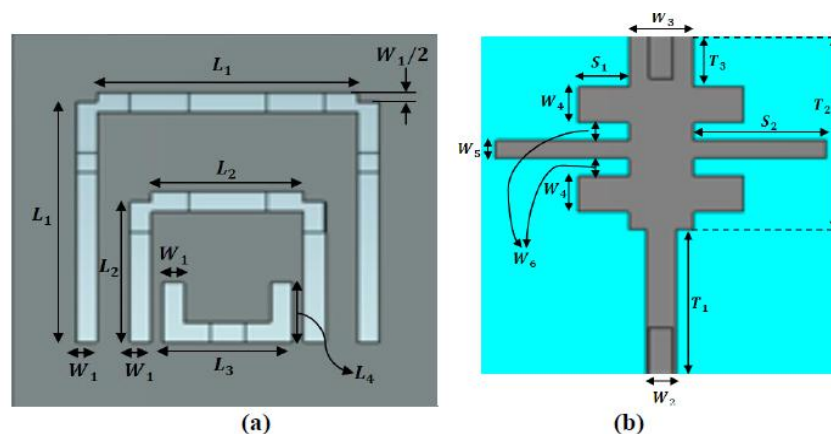 L₁
W₁/2
L₁
L₂
L₂
W₁
W₁
W₁
L₃
L₄
(a)
W₃
S₁
T₃
W₄
T₂
S₂
W₅
W₄
W₆
T₁
W₂
(b)